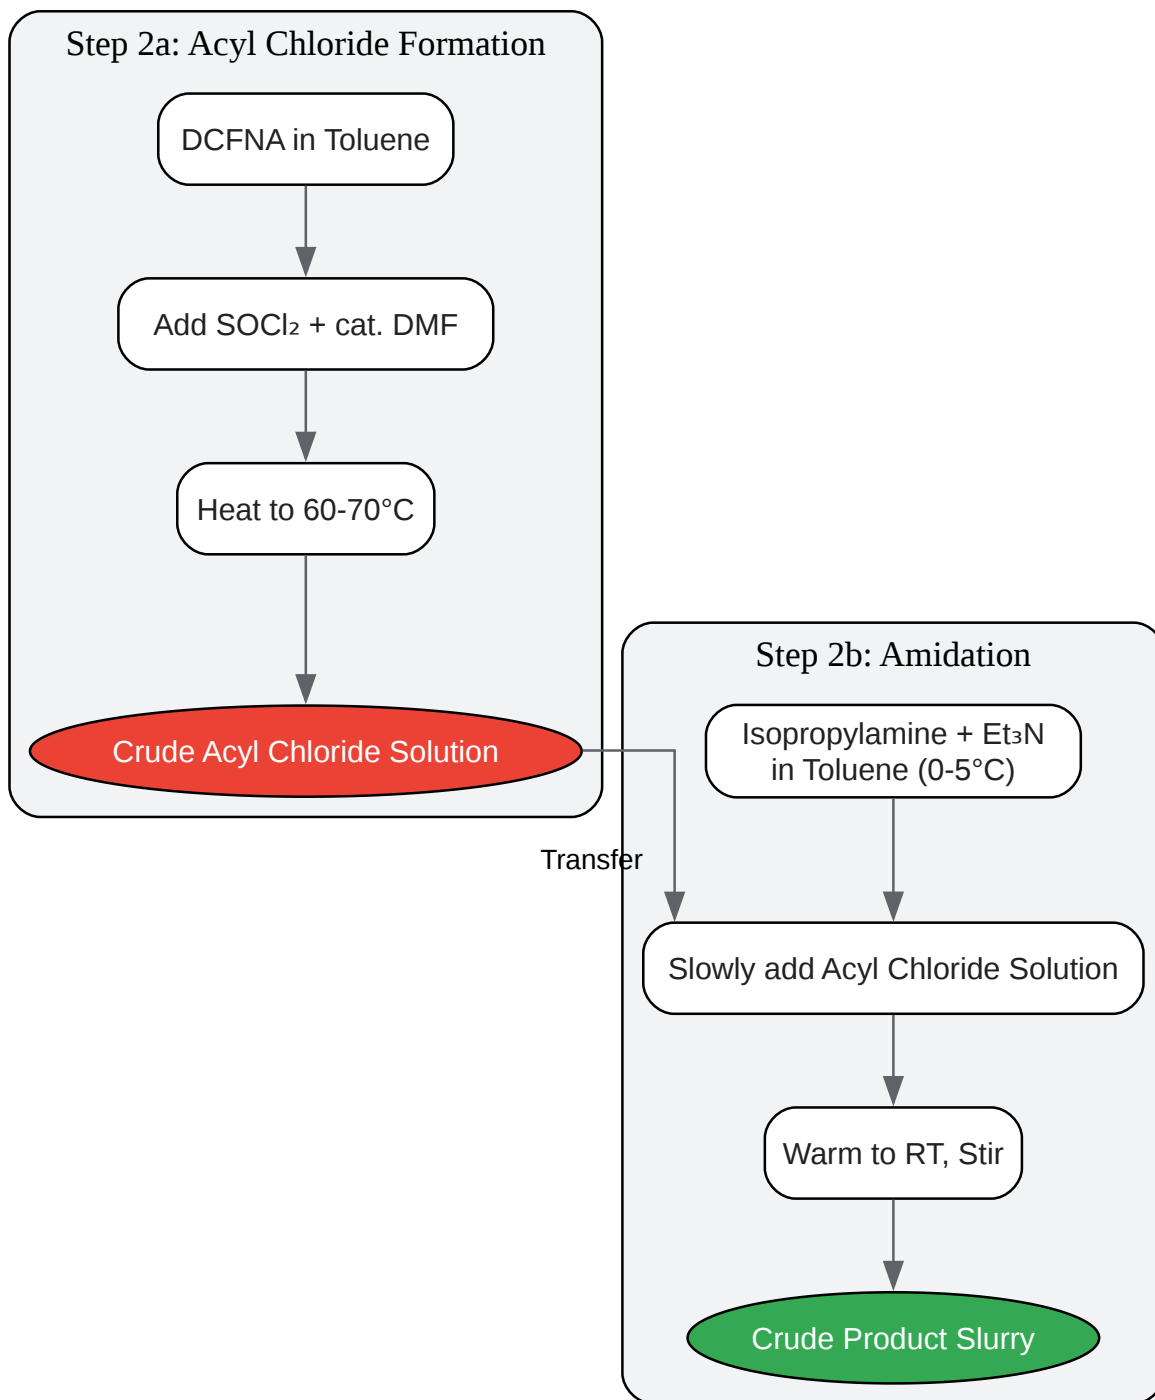 Step 2a: Acyl Chloride Formation
DCFNA in Toluene
Add SOCl₂ + cat. DMF
Heat to 60-70°C
Crude Acyl Chloride Solution
Transfer
Step 2b: Amidation
Isopropylamine + Et₃N
in Toluene (0-5°C)
Slowly add Acyl Chloride Solution
Warm to RT, Stir
Crude Product Slurry